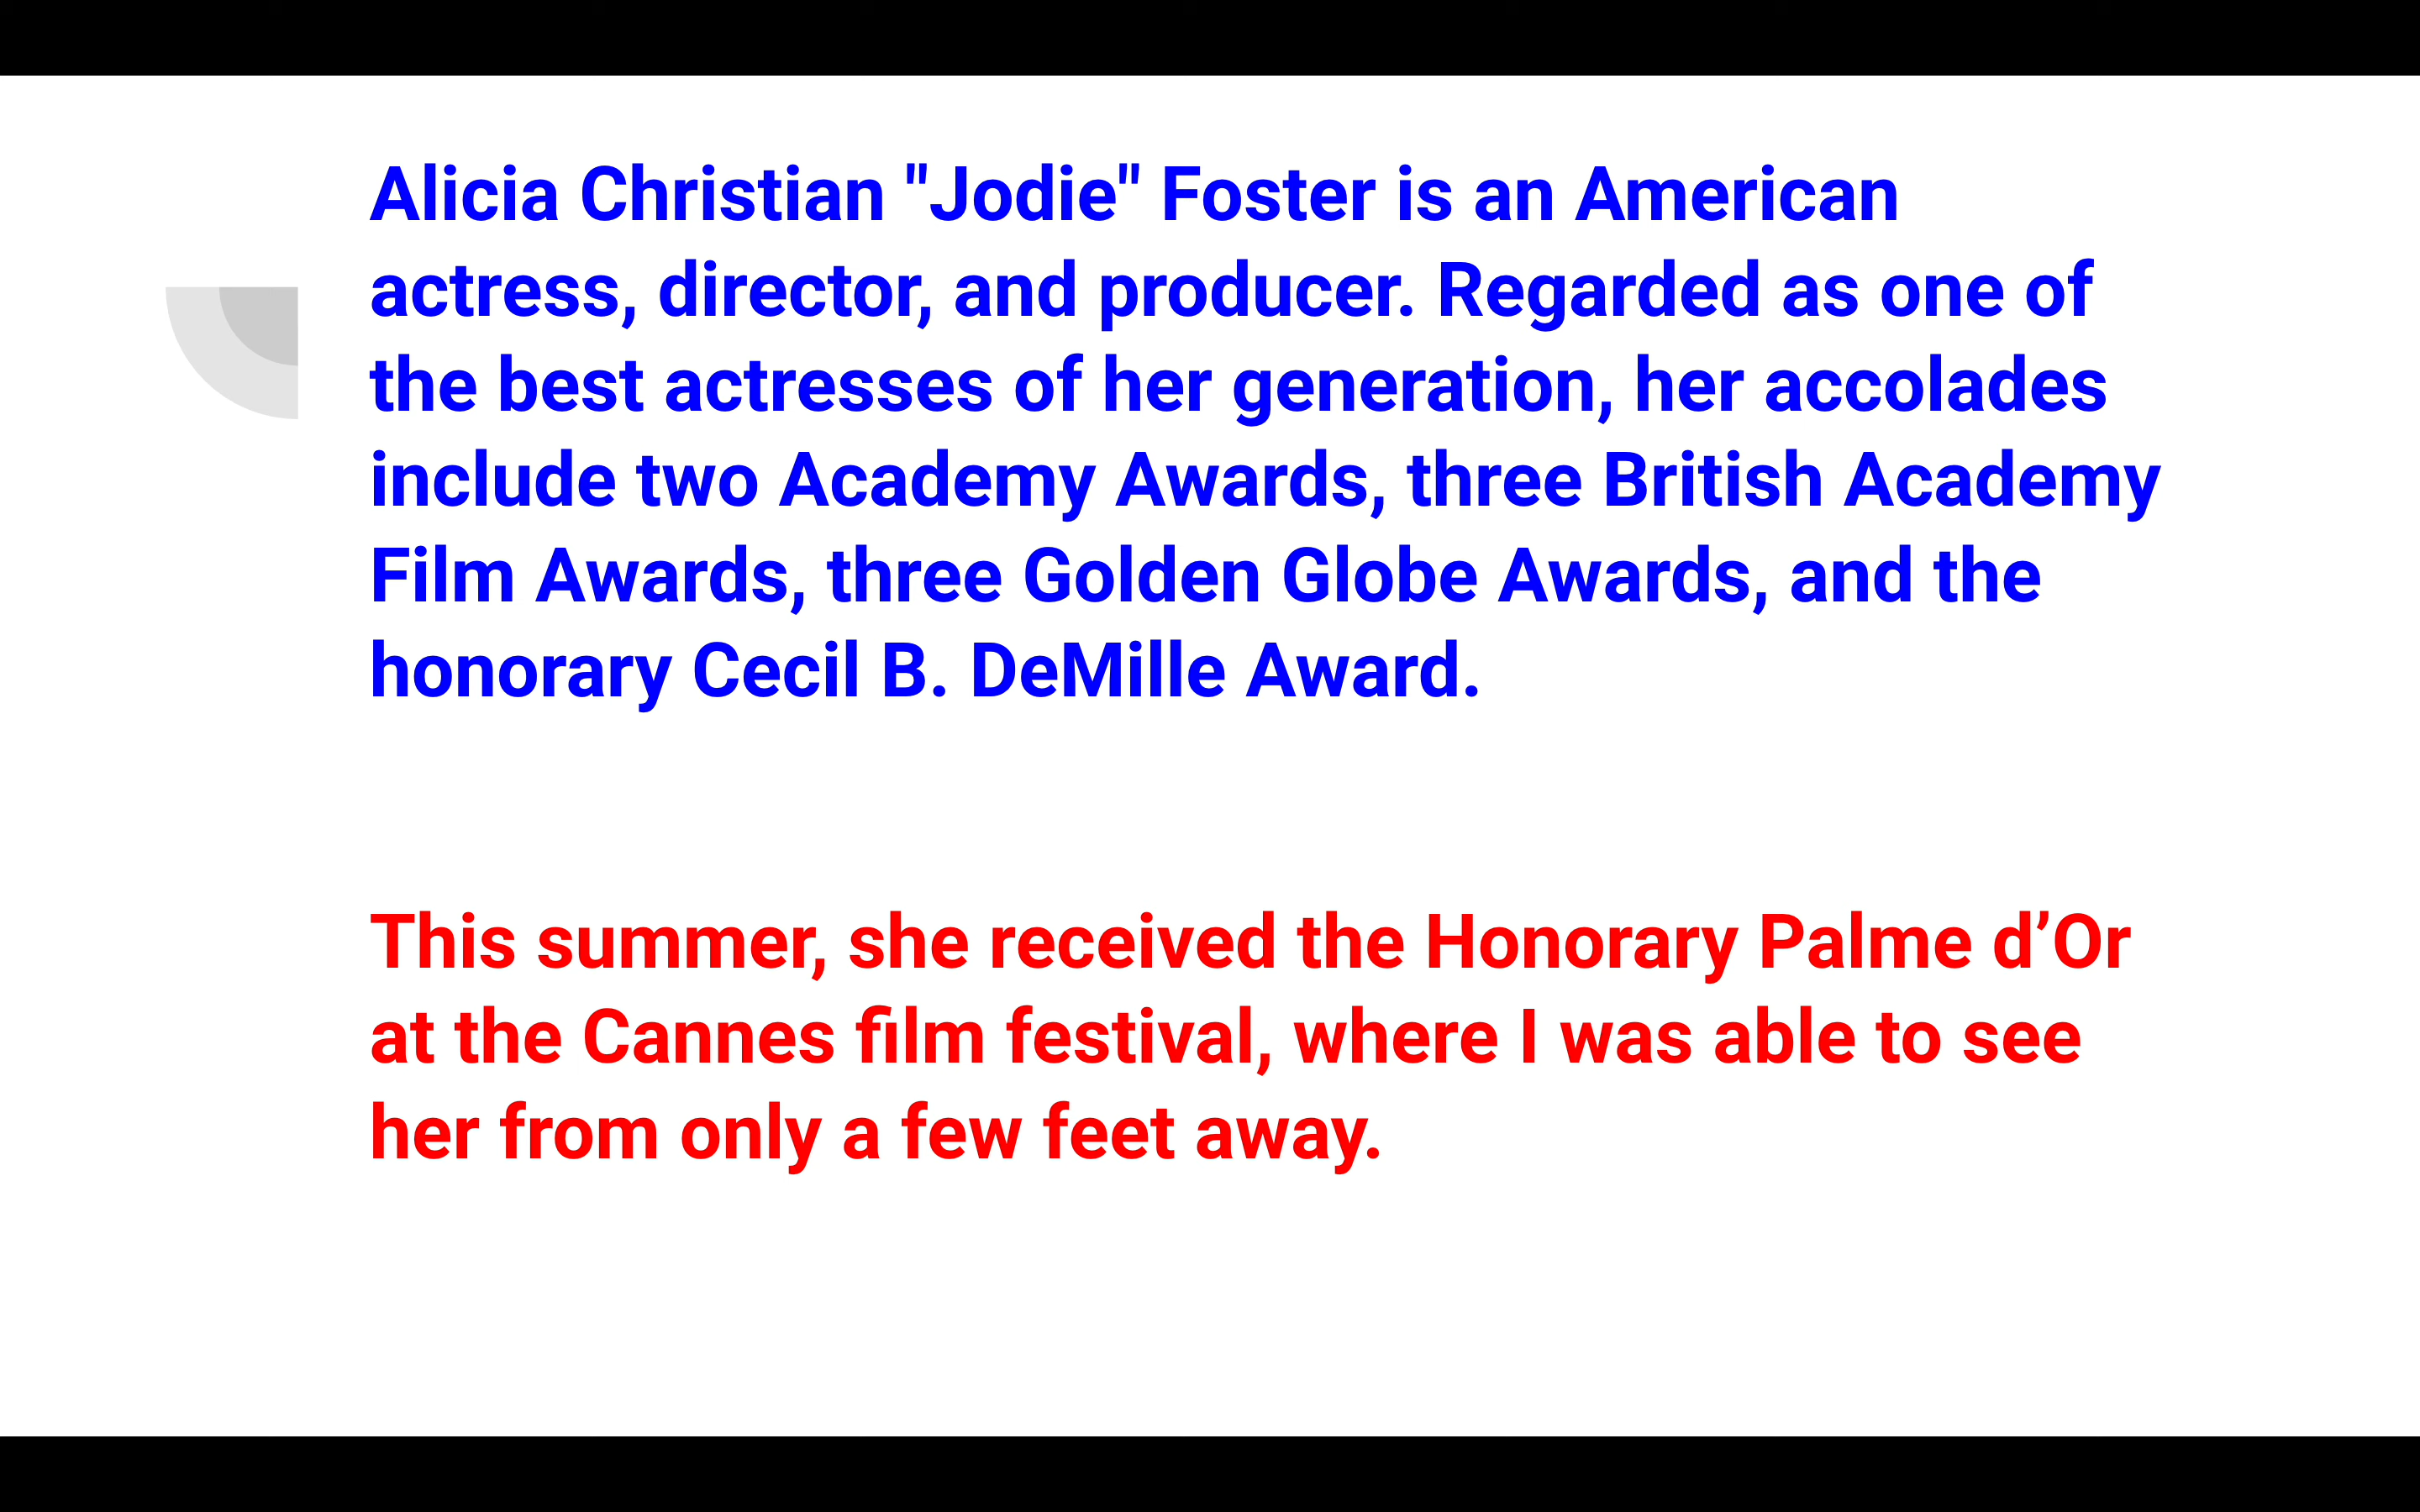 Alicia Christian "Jodie" Foster is an American
actress, director, and producer. Regarded as one of
the best actresses of her generation, her accolades
include two Academy Awards, three British Academy
Film Awards, three Golden Globe Awards, and the
honorary Cecil B. DeMille Award.
This summer, she received the Honorary Palme d’Or
at the Cannes film festival, where I was able to see
her from only a few feet away.